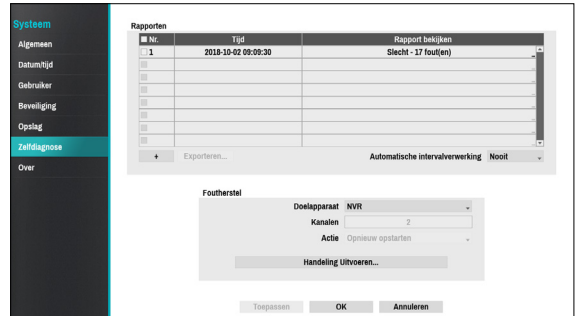 Systeem
Algemeen
Datum/tijd
Gebruiker
Beveiliging
Opslag
Zelfdiagnose
Over
Rapporten
Nr. Tijd Rapport bekijken
1 2018-10-02 09:09:30 Slecht - 17 fout(en) ...
+ Exporteren... Automatische intervalverwerking Nooit
Foutherstel
Doelapparaat NVR
Kanalen 2
Actie Opnieuw opstarten
Handeling Uitvoeren...
Toepassen OK Annuleren